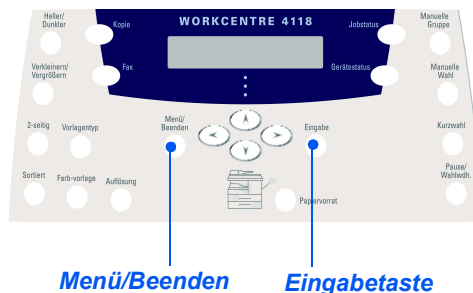 Heller/
Dunkler
Kopie
WORKCENTRE 4118
Jobstatus
Manuelle
Gruppe
Verkleinern/
Vergrößern
Fax
Gerätestatus
Manuelle
Wahl
2-seitig
Vorlagentyp
Menü/
Beenden
Eingabe
Kurzwahl
Sortiert
Farb-vorlage
Auflösung
Papiervorrat
Pause/
Wahlwdh.
Menü/Beenden
Eingabetaste